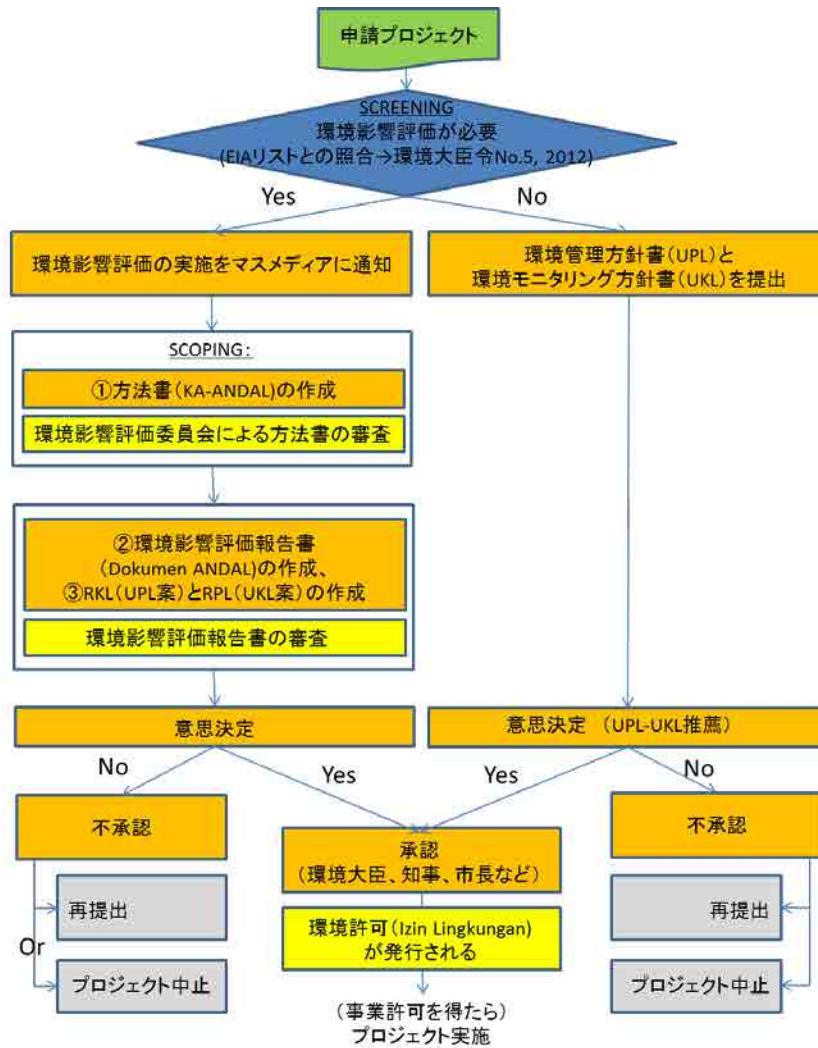 申請プロジェクト
SCREENING
環境影響評価が必要
(EIAリストとの照合→環境大臣令No.5, 2012)
Yes
No
環境影響評価の実施をマスメディアに通知
環境管理方針書(UPL)と
環境モニタリング方針書(UKL)を提出
SCOPING:
①方法書(KA-ANDAL)の作成
環境影響評価委員会による方法書の審査
②環境影響評価報告書
(Dokumen ANDAL)の作成、
③RKL(UPL案)とRPL(UKL案)の作成
環境影響評価報告書の審査
意思決定
意思決定 (UPL-UKL推薦)
No
Yes
Yes
No
不承認
承認
(環境大臣、知事、市長など)
不承認
再提出
再提出
Or
環境許可(Izin Lingkungan)
が発行される
プロジェクト中止
プロジェクト中止
(事業許可を得たら)
プロジェクト実施